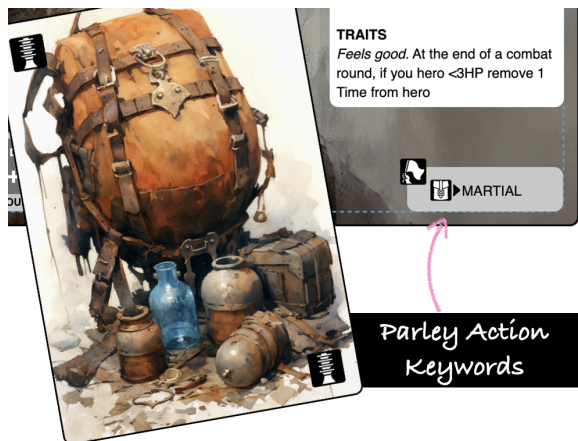 TRAITS
Feels good. At the end of a combat
round, if you hero <3HP remove 1
Time from hero
MARTIAL
Parley Action
Keywords